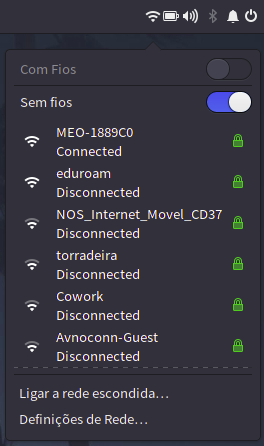 Com Fios
Sem fios
MEO-1889C0
Connected
eduroam
Disconnected
NOS_Internet_Movel_CD37
Disconnected
torradeira
Disconnected
Cowork
Disconnected
Avnoconn-Guest
Disconnected
Ligar a rede escondida…
Definições de Rede…